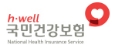 h·well
국민건강보험
National Health Insurance Service